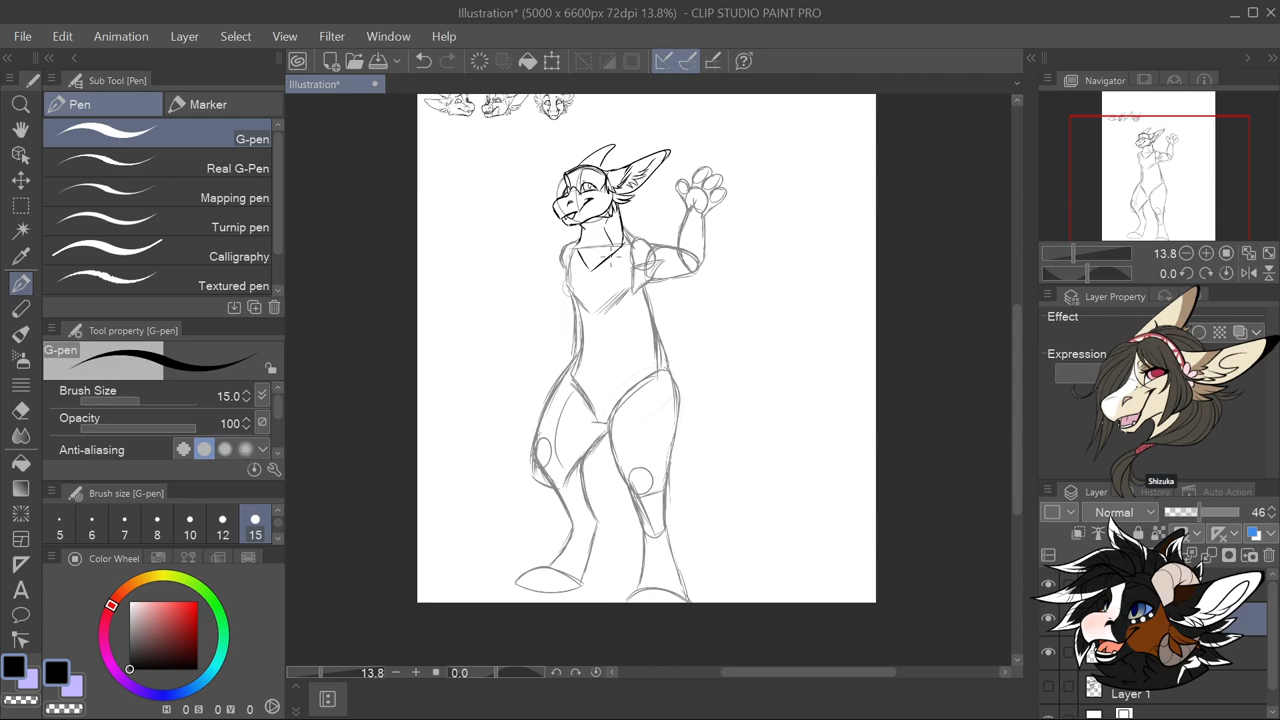 Illustration* (5000 x 6600px 72dpi 13.8%) - CLIP STUDIO PAINT PRO
File Edit Animation Layer Select View Filter Window Help
Sub Tool [Pen]
Illustration*
Navigator
Pen Marker
G-pen
Real G-Pen
Mapping pen
Turnip pen
Calligraphy
Textured pen
13.8
0.0
Layer Property
Effect
Expression
Tool property [G-pen]
G-pen
Brush Size 15.0
Opacity 100
Anti-aliasing
Shizuka
Layer History Auto Action
Normal 46
Brush size [G-pen]
5 6 7 8 10 12 15
Color Wheel
13.8 0.0
Layer 1
H 0 S 0 V 0